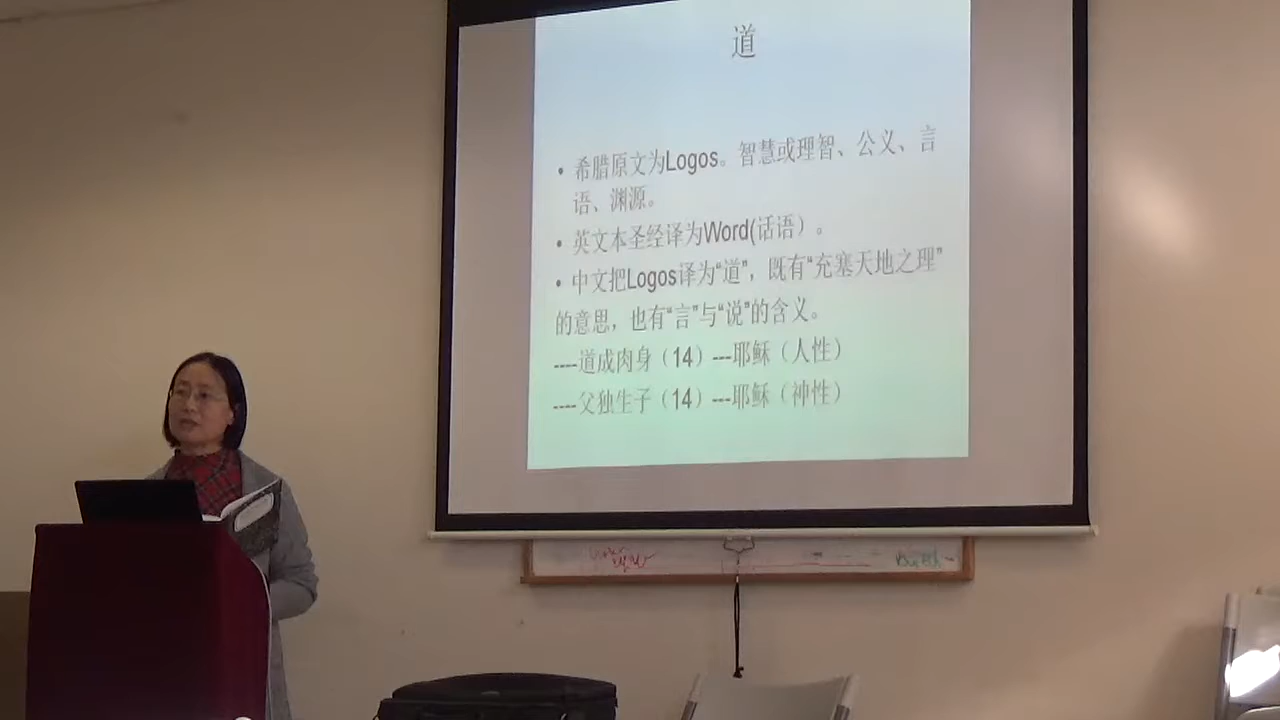 道
• 希腊原文为Logos。智慧或理智、公义、言
语、渊源。
• 英文本圣经译为Word(话语）。
• 中文把Logos译为“道”，既有“充塞天地之理”
的意思，也有“言”与“说”的含义。
----道成肉身（14）---耶稣（人性）
----父独生子（14）---耶稣（神性）